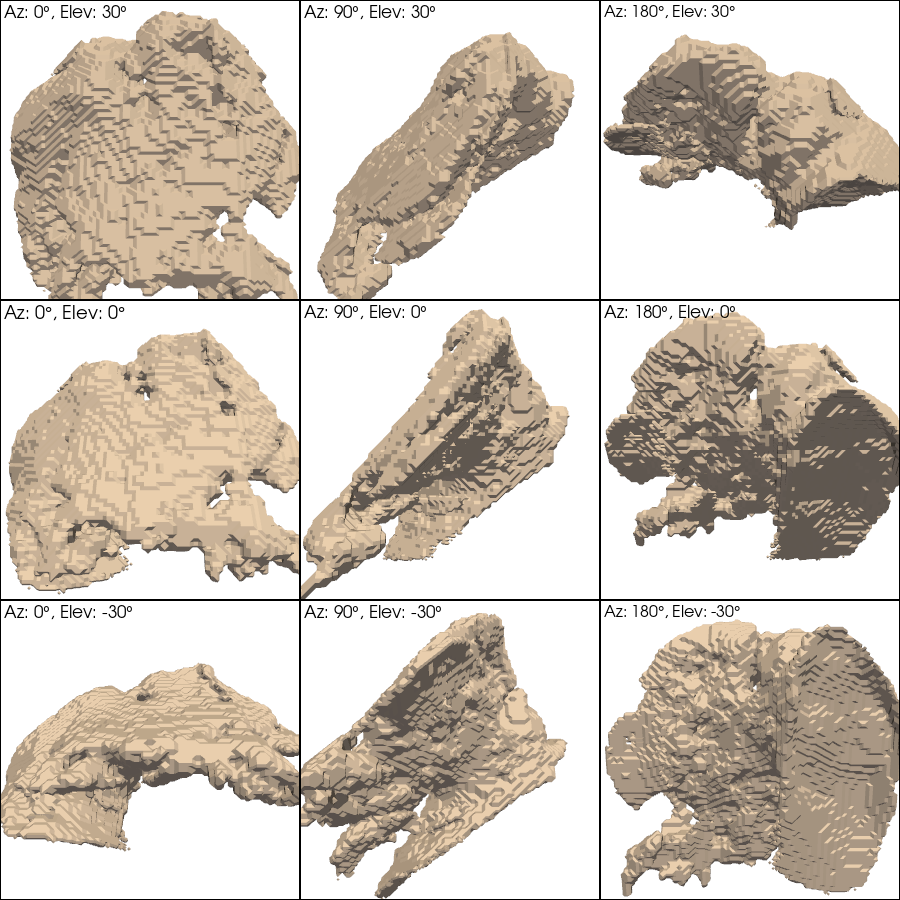 Az: 0°, Elev: 30°
Az: 90°, Elev: 30°
Az: 180°, Elev: 30°
Az: 0°, Elev: 0°
Az: 90°, Elev: 0°
Az: 180°, Elev: 0°
Az: 0°, Elev: -30°
Az: 90°, Elev: -30°
Az: 180°, Elev: -30°